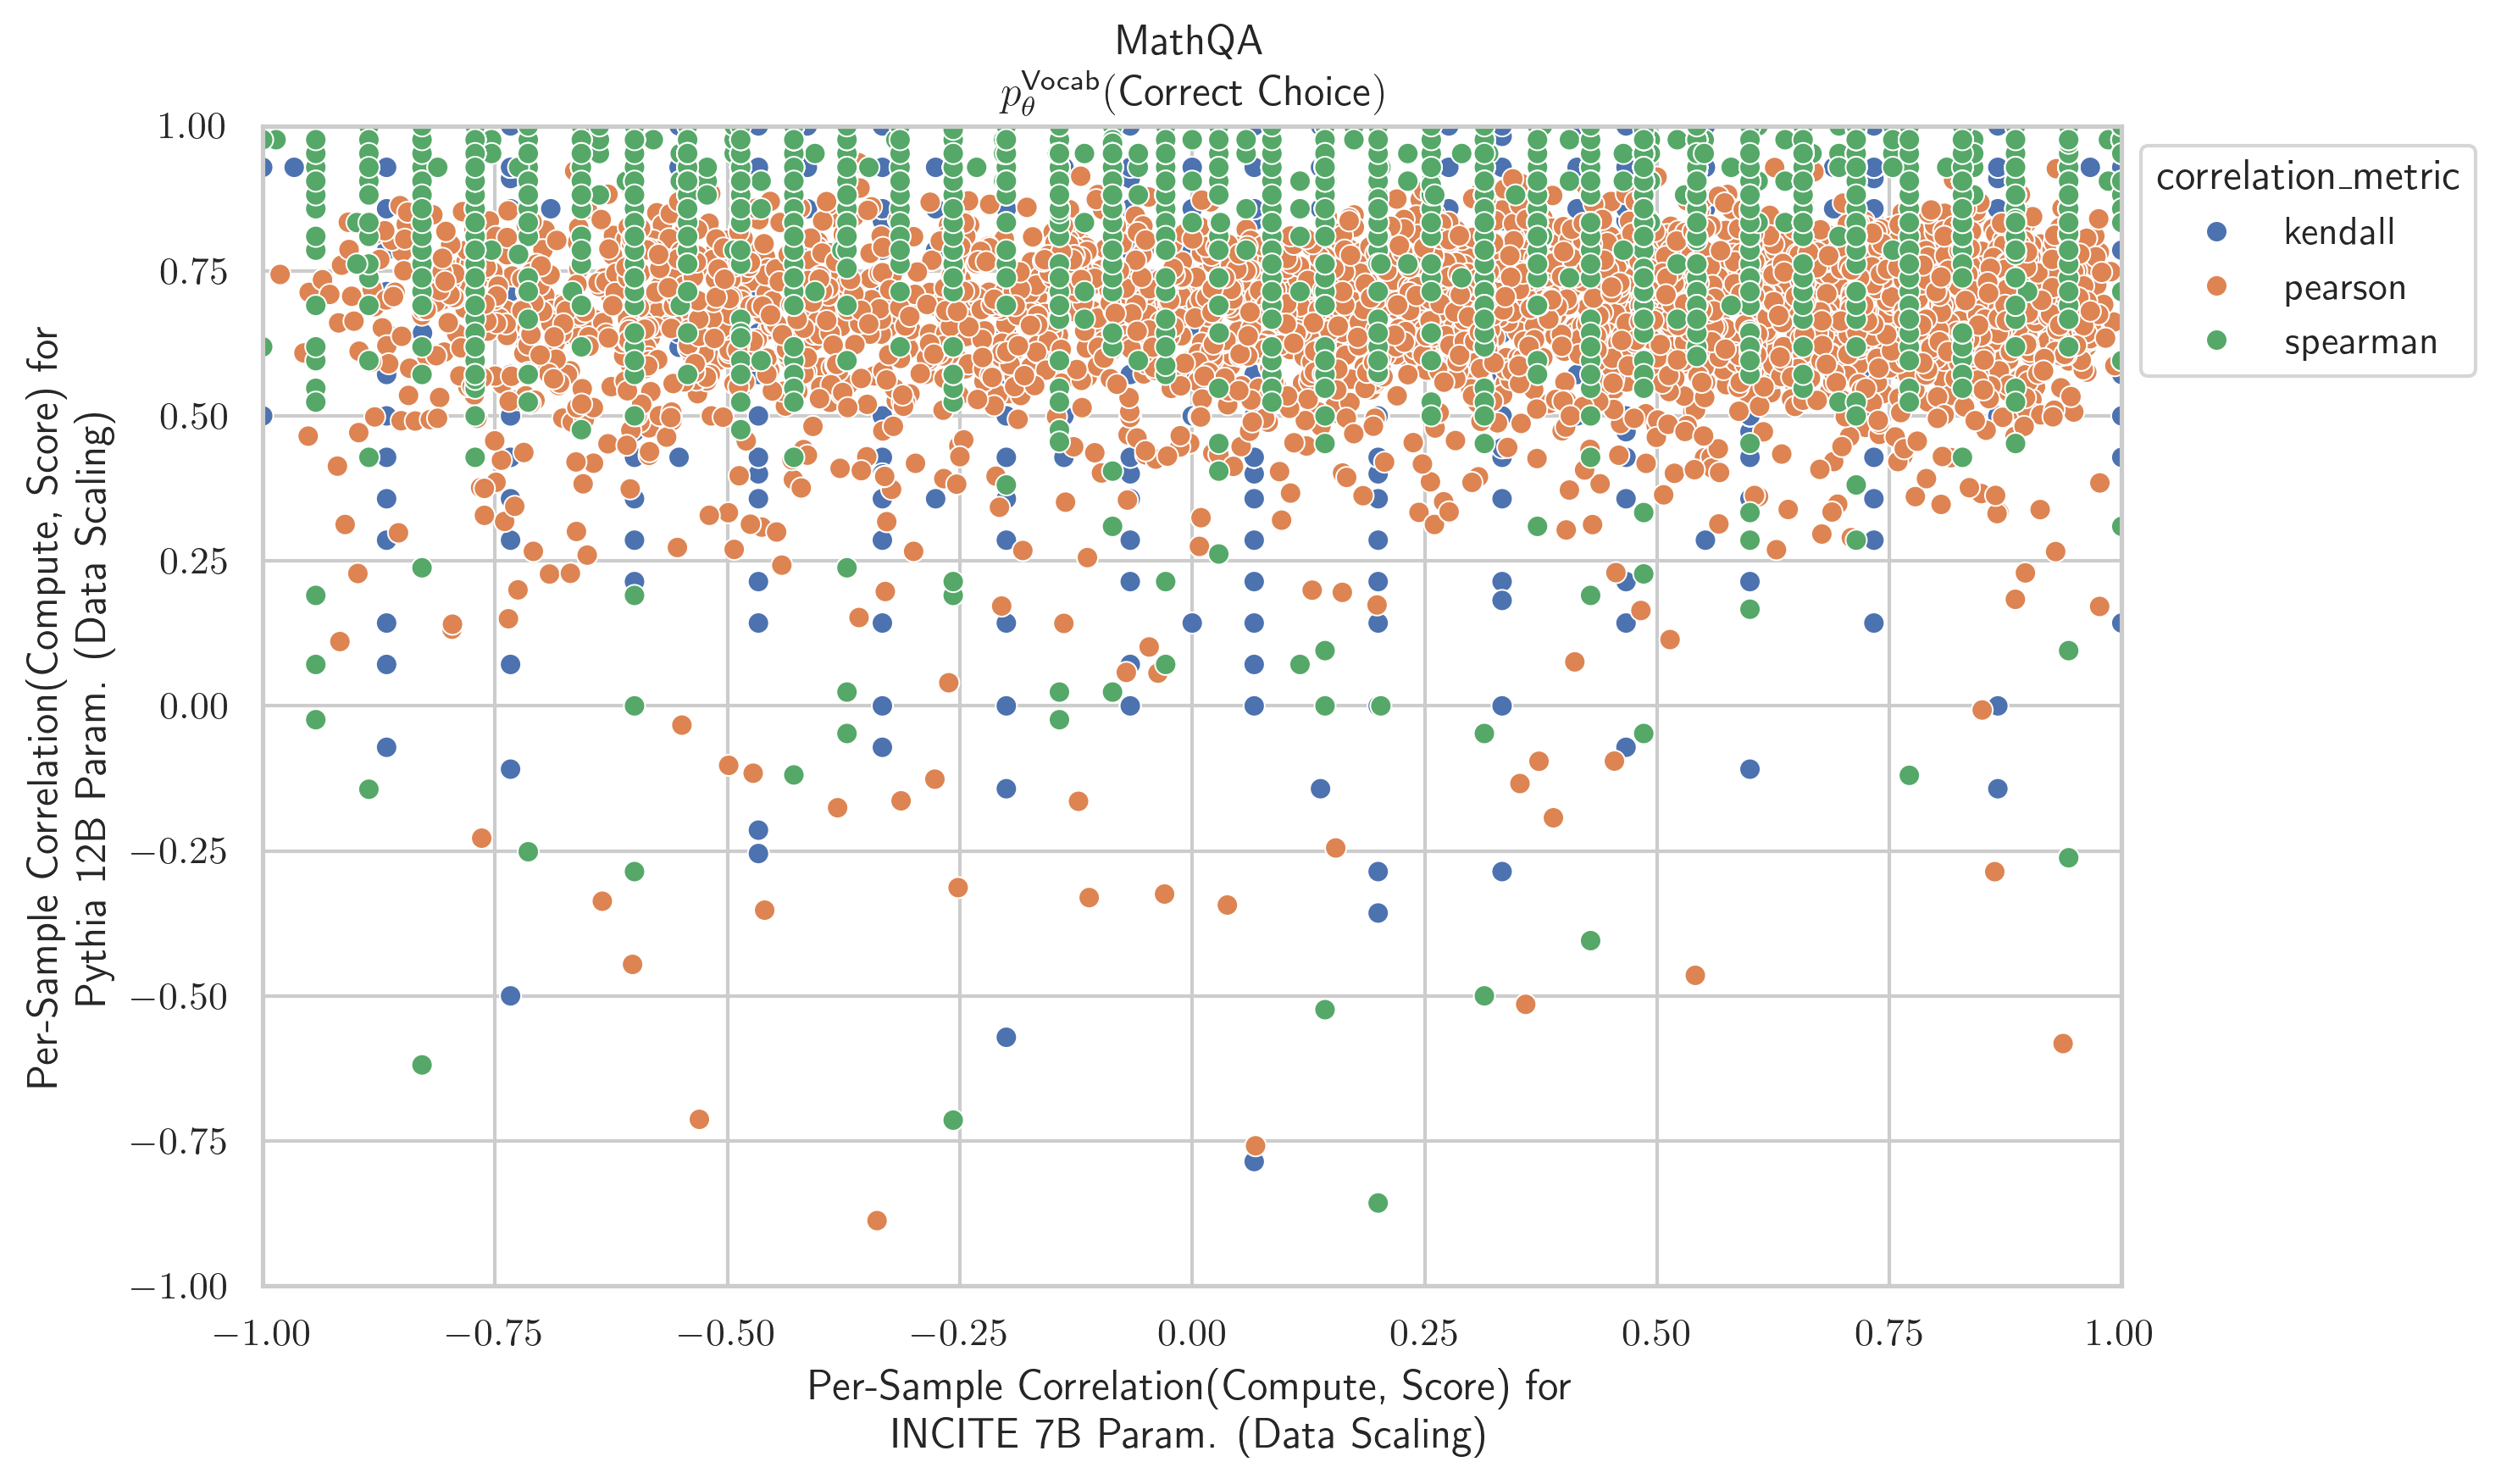 MathQA
p_θ^Vocab(Correct Choice)
Per-Sample Correlation(Compute, Score) for
Pythia 12B Param. (Data Scaling)
1.00
0.75
0.50
0.25
0.00
−0.25
−0.50
−0.75
−1.00
−1.00 −0.75 −0.50 −0.25 0.00 0.25 0.50 0.75 1.00
Per-Sample Correlation(Compute, Score) for
INCITE 7B Param. (Data Scaling)
correlation_metric
kendall
pearson
spearman